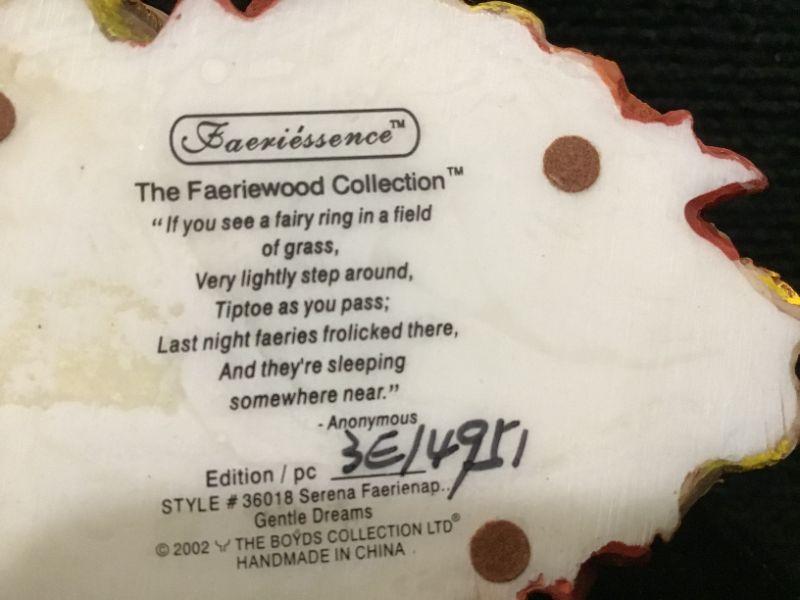 Faeriéssence™
The Faeriewood Collection™
"If you see a fairy ring in a field
of grass,
Very lightly step around,
Tiptoe as you pass;
Last night faeries frolicked there,
And they're sleeping
somewhere near."
- Anonymous
Edition / pc 3E/4951
STYLE # 36018 Serena Faerienap..
Gentle Dreams
© 2002 THE BOYDS COLLECTION LTD®
HANDMADE IN CHINA